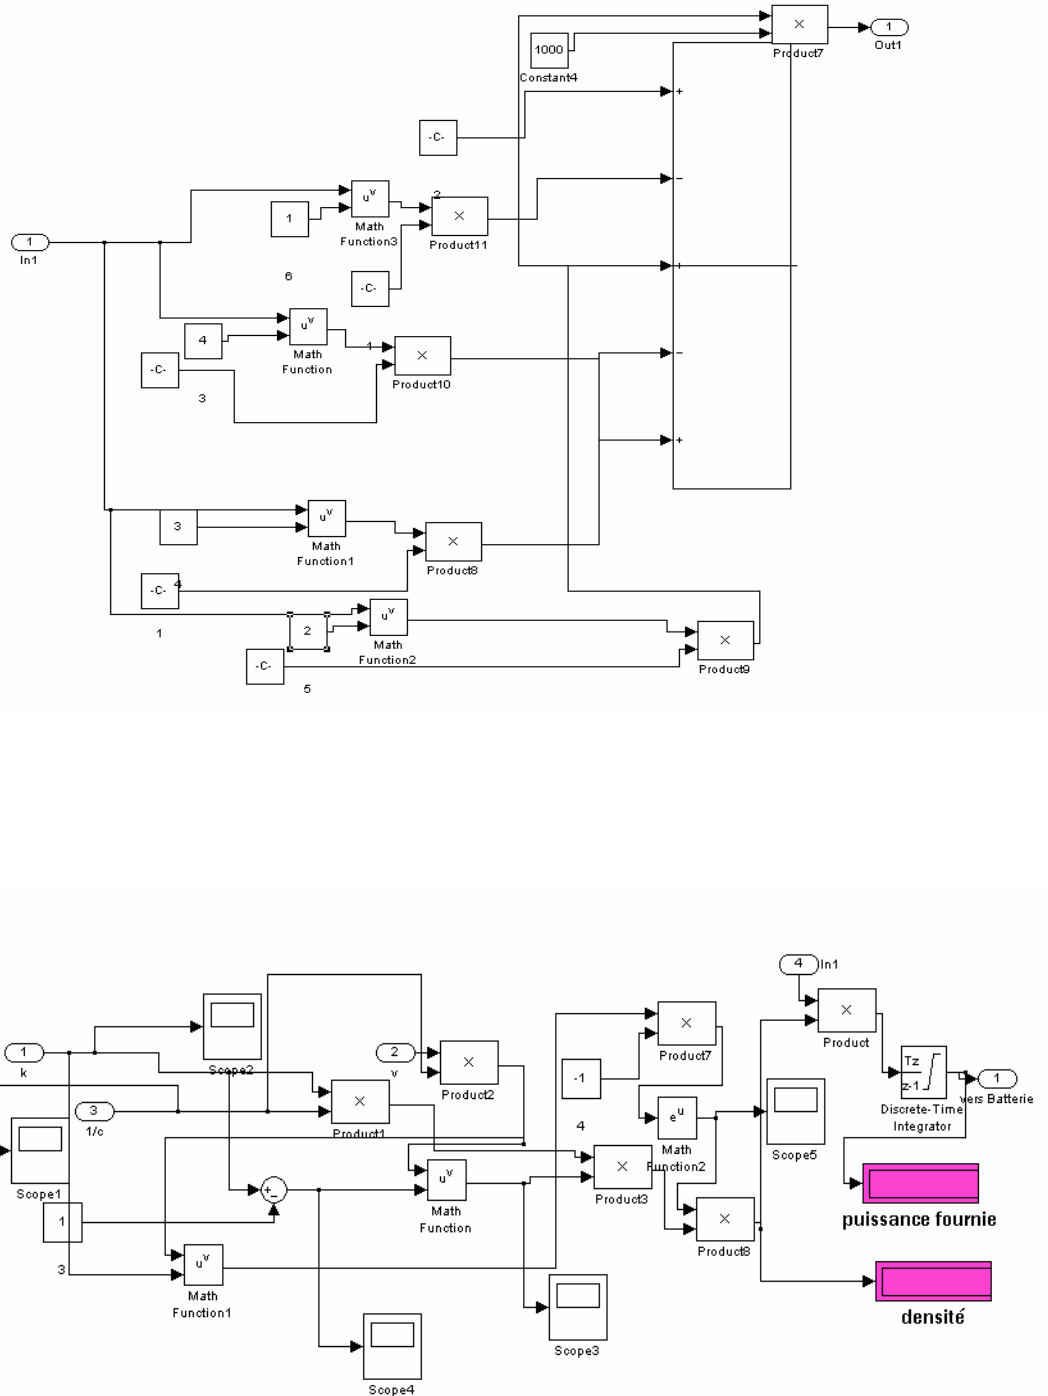 ×
Product7
1
Out1
1000
Constant4
+
-C-
−
u^v
Math
Function3
1
2
×
Product11
1
In1
6
-C-
+
u^v
Math
Function
4
1
×
Product10
-C-
3
−
+
3
u^v
Math
Function1
×
Product8
-C-
4
1
2
u^v
Math
Function2
×
Product9
-C-
5
4
In1
×
Product
Scope2
1
k
2
v
×
Product2
×
Product7
-1
4
3
1/c
×
Product1
e^u
Math
Function2
Scope5
Tz
z-1
Discrete-Time
Integrator
1
vers Batterie
Scope1
+
−
u^v
Math
Function
×
Product3
×
Product8
puissance fournie
1
3
u^v
Math
Function1
densité
Scope3
Scope4